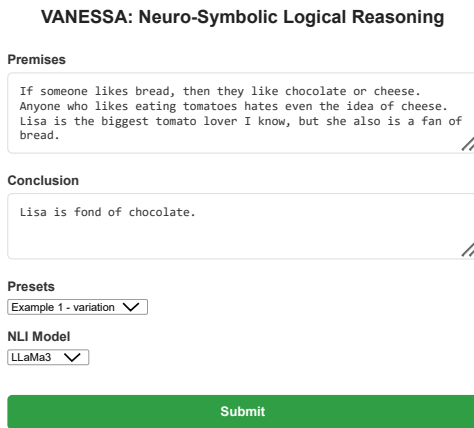 VANESSA: Neuro-Symbolic Logical Reasoning
Premises
If someone likes bread, then they like chocolate or cheese.
Anyone who likes eating tomatoes hates even the idea of cheese.
Lisa is the biggest tomato lover I know, but she also is a fan of
bread.
Conclusion
Lisa is fond of chocolate.
Presets
Example 1 - variation
NLI Model
LLaMa3
Submit